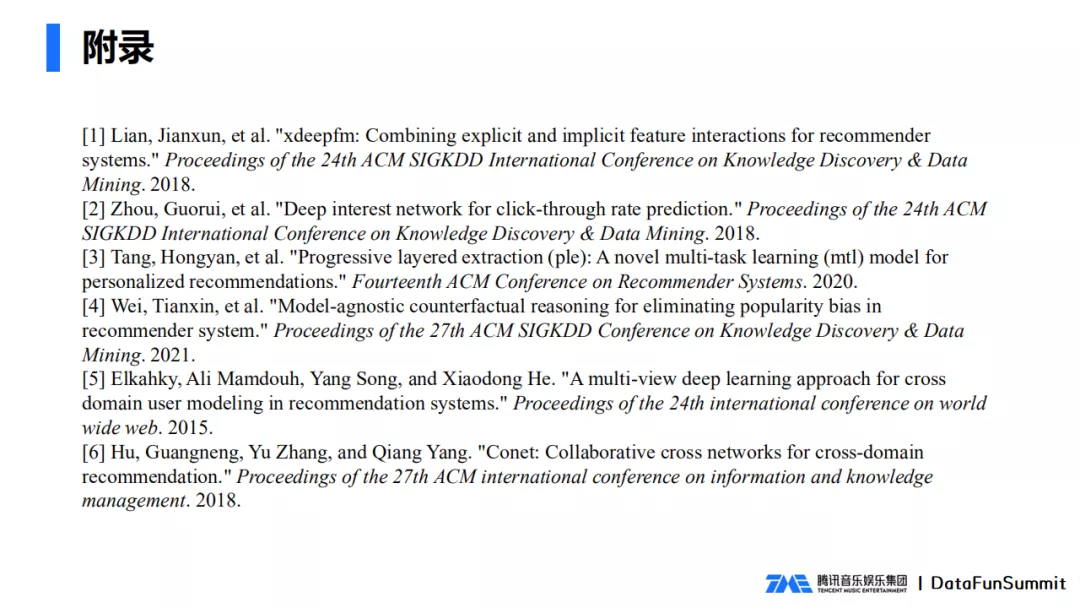 附录
[1] Lian, Jianxun, et al. "xdeepfm: Combining explicit and implicit feature interactions for recommender
systems." Proceedings of the 24th ACM SIGKDD International Conference on Knowledge Discovery & Data
Mining. 2018.
[2] Zhou, Guorui, et al. "Deep interest network for click-through rate prediction." Proceedings of the 24th ACM
SIGKDD International Conference on Knowledge Discovery & Data Mining. 2018.
[3] Tang, Hongyan, et al. "Progressive layered extraction (ple): A novel multi-task learning (mtl) model for
personalized recommendations." Fourteenth ACM Conference on Recommender Systems. 2020.
[4] Wei, Tianxin, et al. "Model-agnostic counterfactual reasoning for eliminating popularity bias in
recommender system." Proceedings of the 27th ACM SIGKDD Conference on Knowledge Discovery & Data
Mining. 2021.
[5] Elkahky, Ali Mamdouh, Yang Song, and Xiaodong He. "A multi-view deep learning approach for cross
domain user modeling in recommendation systems." Proceedings of the 24th international conference on world
wide web. 2015.
[6] Hu, Guangneng, Yu Zhang, and Qiang Yang. "Conet: Collaborative cross networks for cross-domain
recommendation." Proceedings of the 27th ACM international conference on information and knowledge
management. 2018.
TME 腾讯音乐娱乐集团 | DataFunSummit
TENCENT MUSIC ENTERTAINMENT